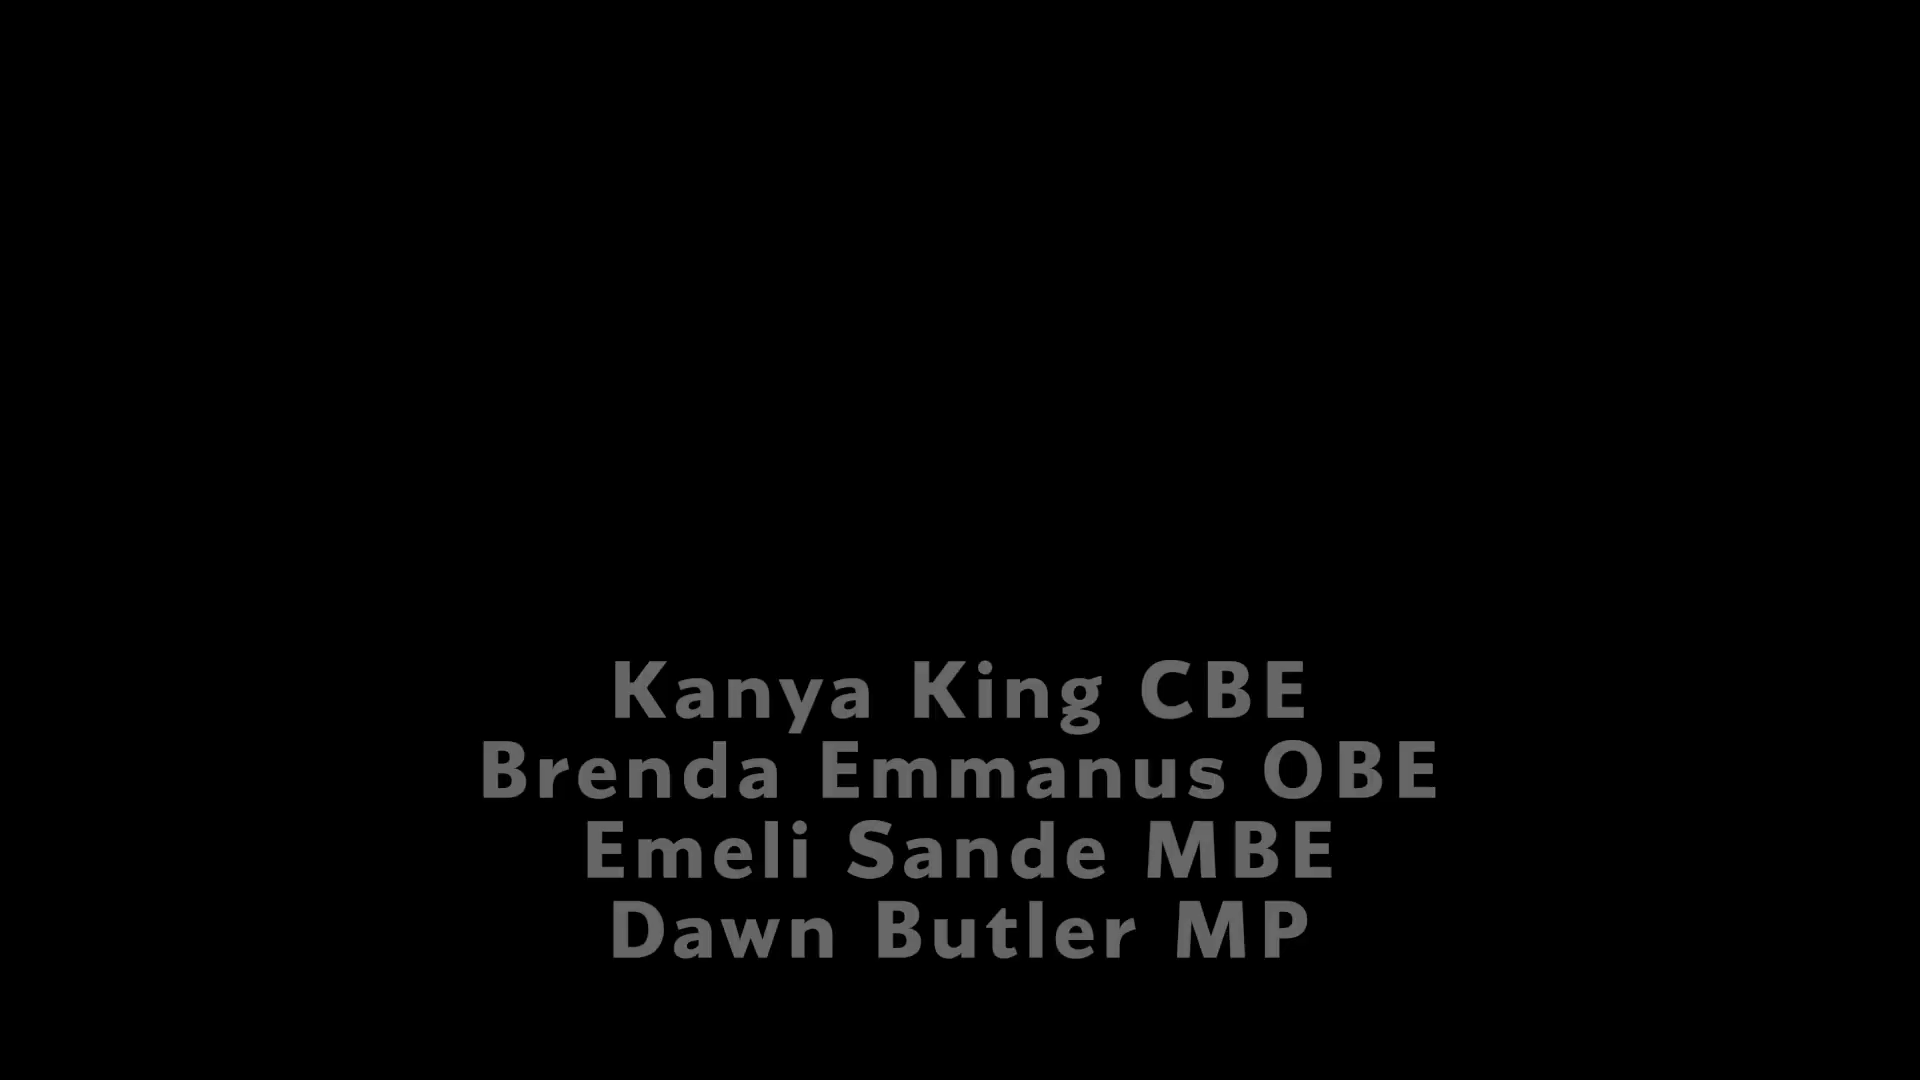 Kanya King CBE
Brenda Emmanus OBE
Emeli Sande MBE
Dawn Butler MP